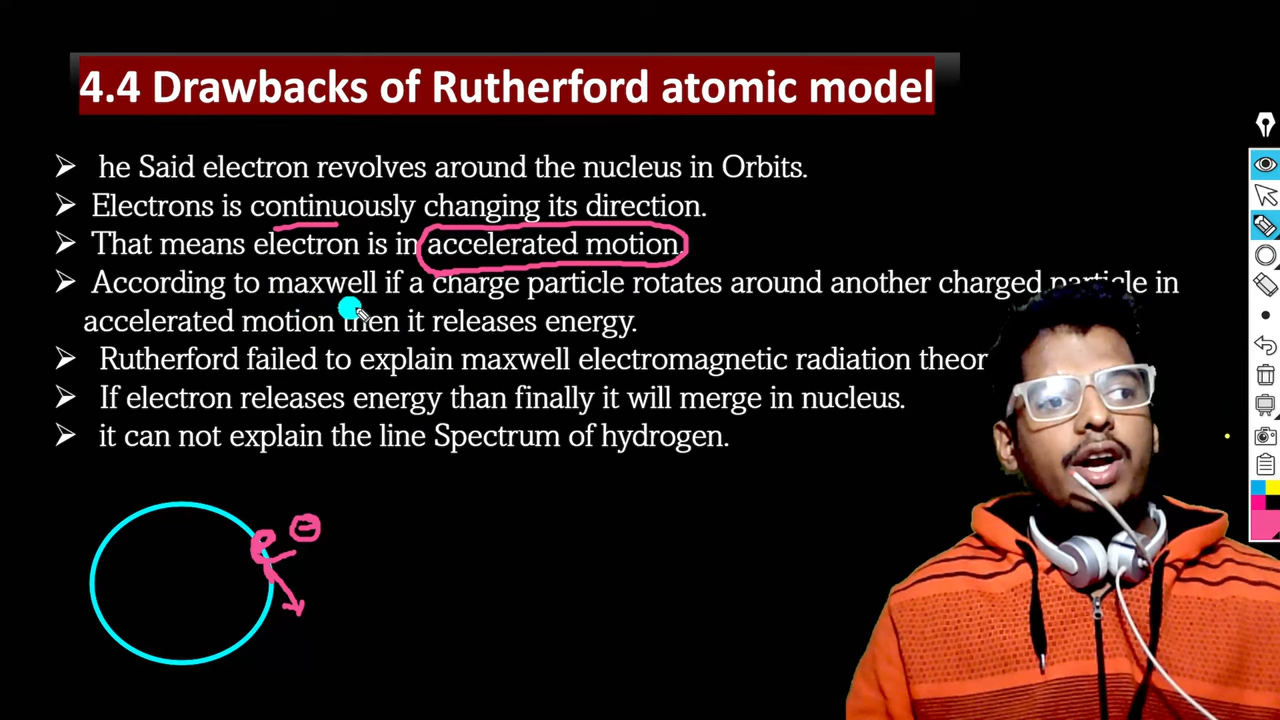 4.4 Drawbacks of Rutherford atomic model
➤ he Said electron revolves around the nucleus in Orbits.
➤ Electrons is continuously changing its direction.
➤ That means electron is in accelerated motion.
➤ According to maxwell if a charge particle rotates around another charged particle in
accelerated motion then it releases energy.
➤ Rutherford failed to explain maxwell electromagnetic radiation theor
➤ If electron releases energy than finally it will merge in nucleus.
➤ it can not explain the line Spectrum of hydrogen.
e ⊖